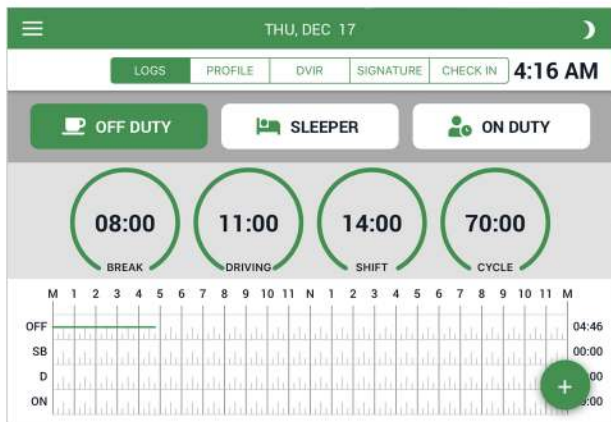 THU, DEC 17
LOGS PROFILE DVIR SIGNATURE CHECK IN 4:16 AM
OFF DUTY SLEEPER ON DUTY
08:00 11:00 14:00 70:00
BREAK DRIVING SHIFT CYCLE
M 1 2 3 4 5 6 7 8 9 10 11 N 1 2 3 4 5 6 7 8 9 10 11 M
OFF 04:46
SB 00:00
D
ON
+